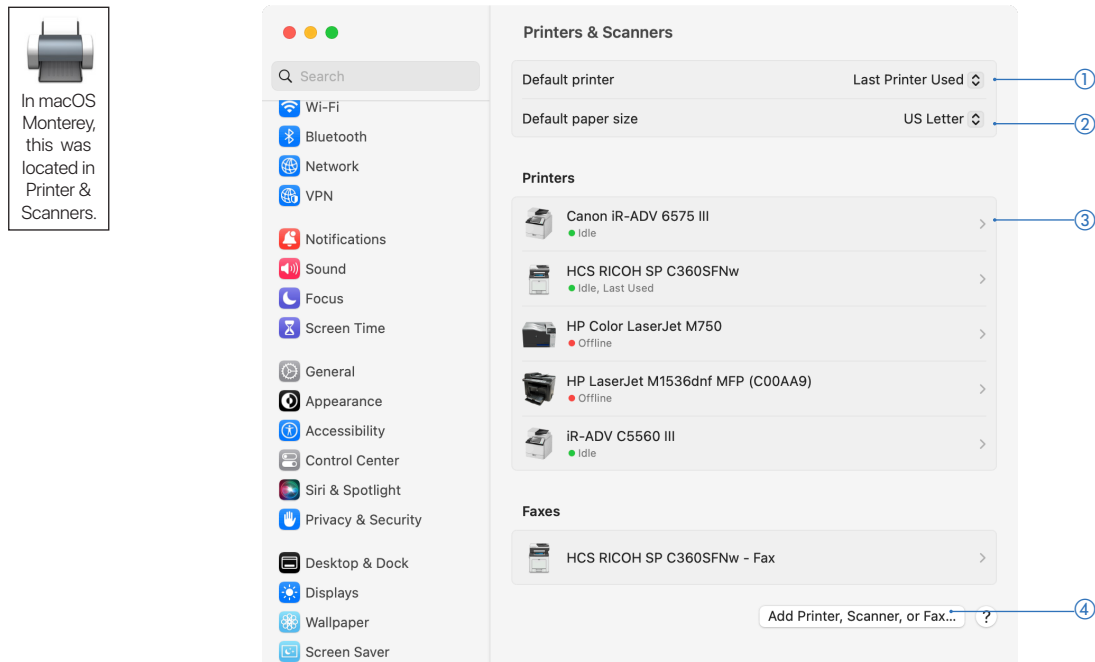 In macOS
Monterey,
this was
located in
Printer &
Scanners.
Search
Wi-Fi
Bluetooth
Network
VPN
Notifications
Sound
Focus
Screen Time
General
Appearance
Accessibility
Control Center
Siri & Spotlight
Privacy & Security
Desktop & Dock
Displays
Wallpaper
Screen Saver
Printers & Scanners
Default printer Last Printer Used ①
Default paper size US Letter ②
Printers
Canon iR-ADV 6575 III ③
Idle
HCS RICOH SP C360SFNw
Idle, Last Used
HP Color LaserJet M750
Offline
HP LaserJet M1536dnf MFP (C00AA9)
Offline
iR-ADV C5560 III
Idle
Faxes
HCS RICOH SP C360SFNw - Fax
Add Printer, Scanner, or Fax... ? ④